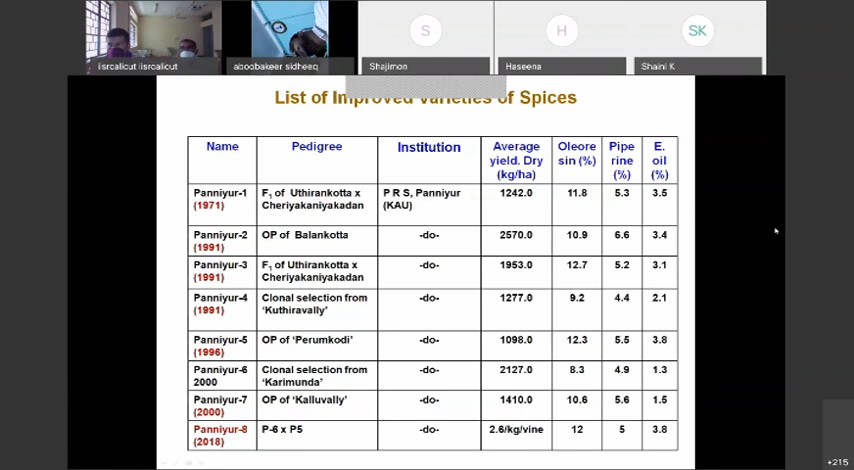 S
H
SK
iisrcalicut iisrcalicut
aboobakeer sidheeq
Shajimon
Haseena
Shaini K
List of Improved Varieties of Spices
Name Pedigree Institution Average yield. Dry (kg/ha) Oleore sin (%) Pipe rine (%) E. oil (%)
Panniyur-1 F1 of Uthirankotta x P R S, Panniyur 1242.0 11.8 5.3 3.5
(1971) Cheriyakaniyakadan (KAU)
Panniyur-2 OP of Balankotta -do- 2570.0 10.9 6.6 3.4
(1991)
Panniyur-3 F1 of Uthirankotta x -do- 1953.0 12.7 5.2 3.1
(1991) Cheriyakaniyakadan
Panniyur-4 Clonal selection from -do- 1277.0 9.2 4.4 2.1
(1991) ‘Kuthiravally’
Panniyur-5 OP of ‘Perumkodi’ -do- 1098.0 12.3 5.5 3.8
(1996)
Panniyur-6 Clonal selection from -do- 2127.0 8.3 4.9 1.3
2000 ‘Karimunda’
Panniyur-7 OP of ‘Kalluvally’ -do- 1410.0 10.6 5.6 1.5
(2000)
Panniyur-8 P-6 x P5 -do- 2.6/kg/vine 12 5 3.8
(2018)
+215